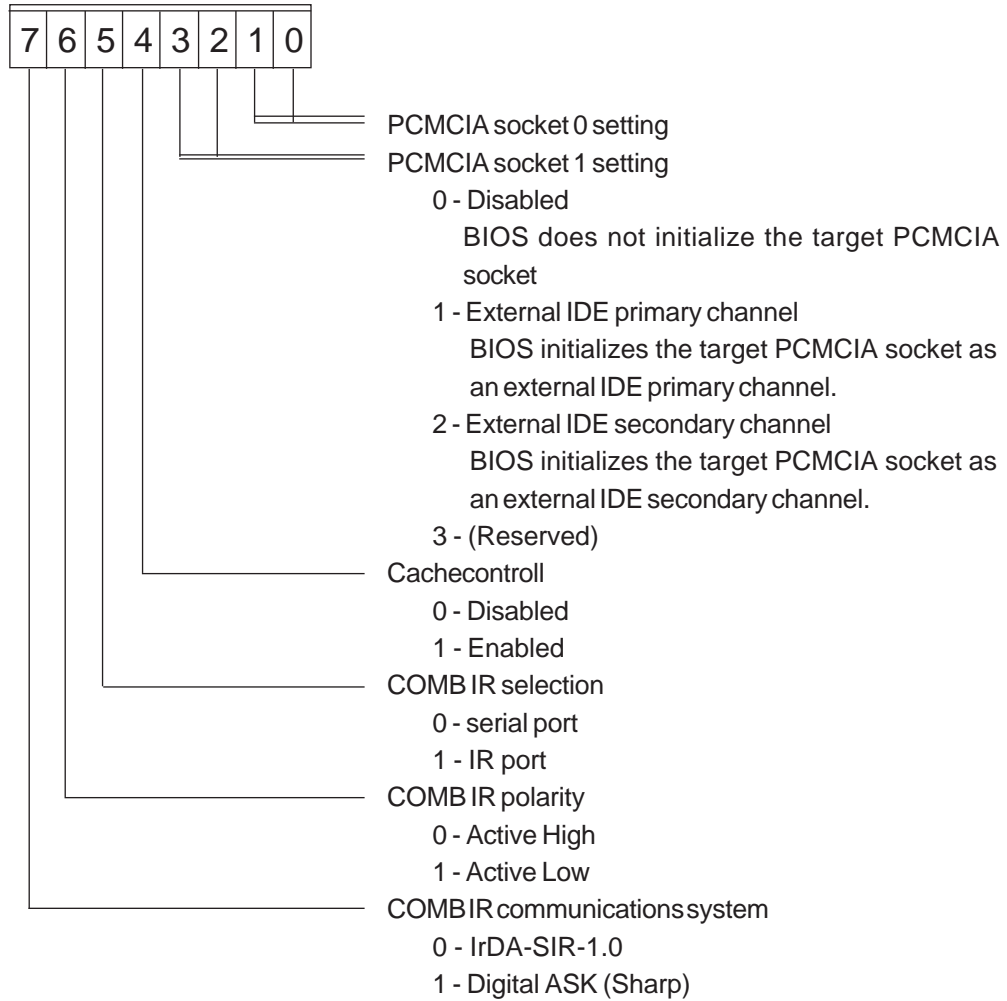 7 6 5 4 3 2 1 0
PCMCIA socket 0 setting
PCMCIA socket 1 setting
0 - Disabled
BIOS does not initialize the target PCMCIA
socket
1 - External IDE primary channel
BIOS initializes the target PCMCIA socket as
an external IDE primary channel.
2 - External IDE secondary channel
BIOS initializes the target PCMCIA socket as
an external IDE secondary channel.
3 - (Reserved)
Cachecontroll
0 - Disabled
1 - Enabled
COMB IR selection
0 - serial port
1 - IR port
COMB IR polarity
0 - Active High
1 - Active Low
COMB IR communications system
0 - IrDA-SIR-1.0
1 - Digital ASK (Sharp)